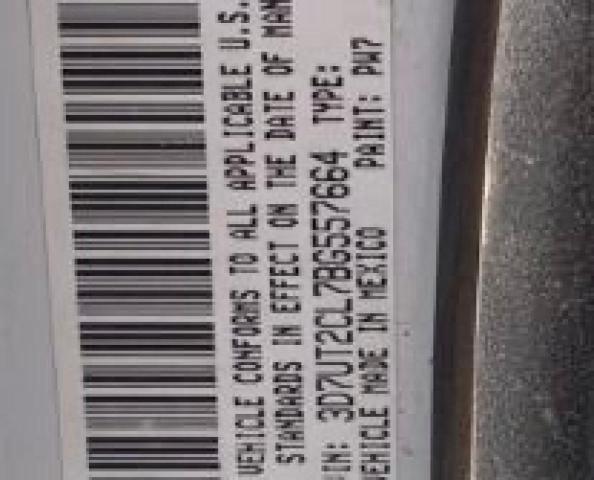 VEHICLE CONFORMS TO ALL APPLICABLE U.S.
STANDARDS IN EFFECT ON THE DATE OF MAN
VIN: 3D7UT2CL7BG557664 TYPE:
VEHICLE MADE IN MEXICO PAINT: PW7